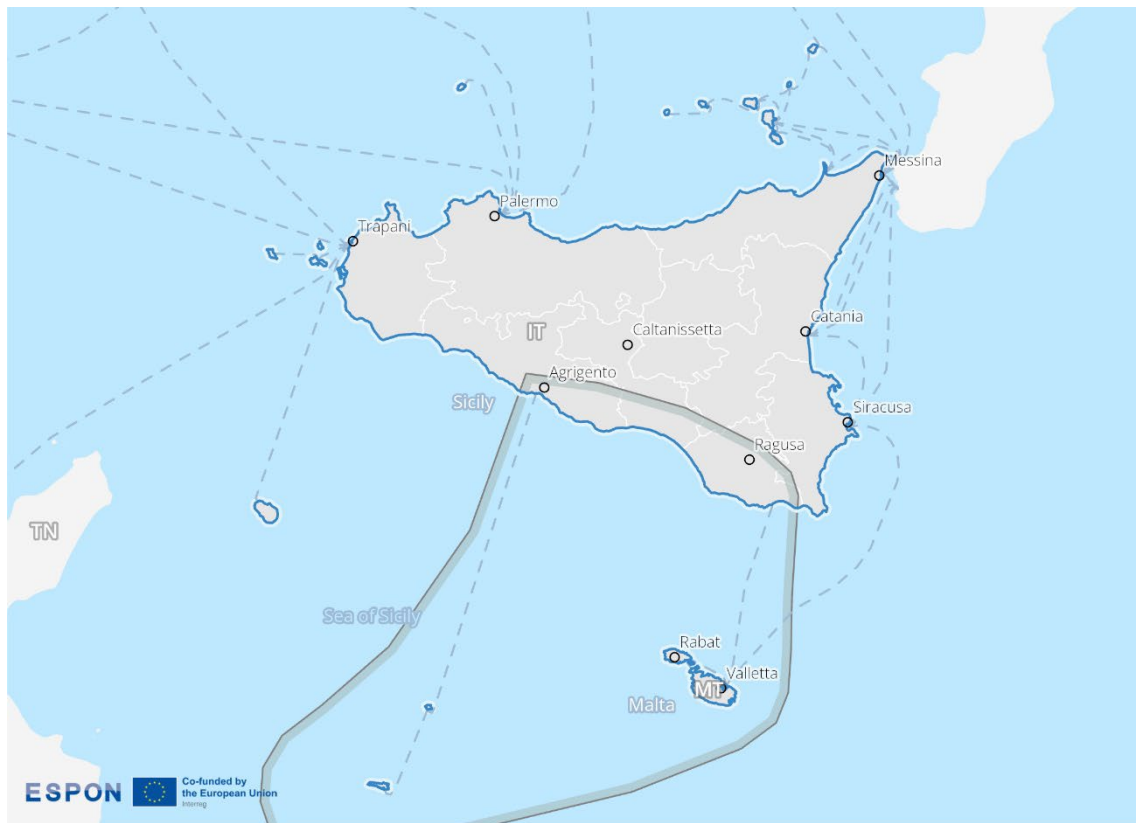 Messina
Palermo
Trapani
Catania
IT
Caltanissetta
Agrigento
Sicily
Siracusa
Ragusa
TN
Sea of Sicily
Rabat
Valletta
MT
Malta
ESPON
Co-funded by
the European Union
Interreg